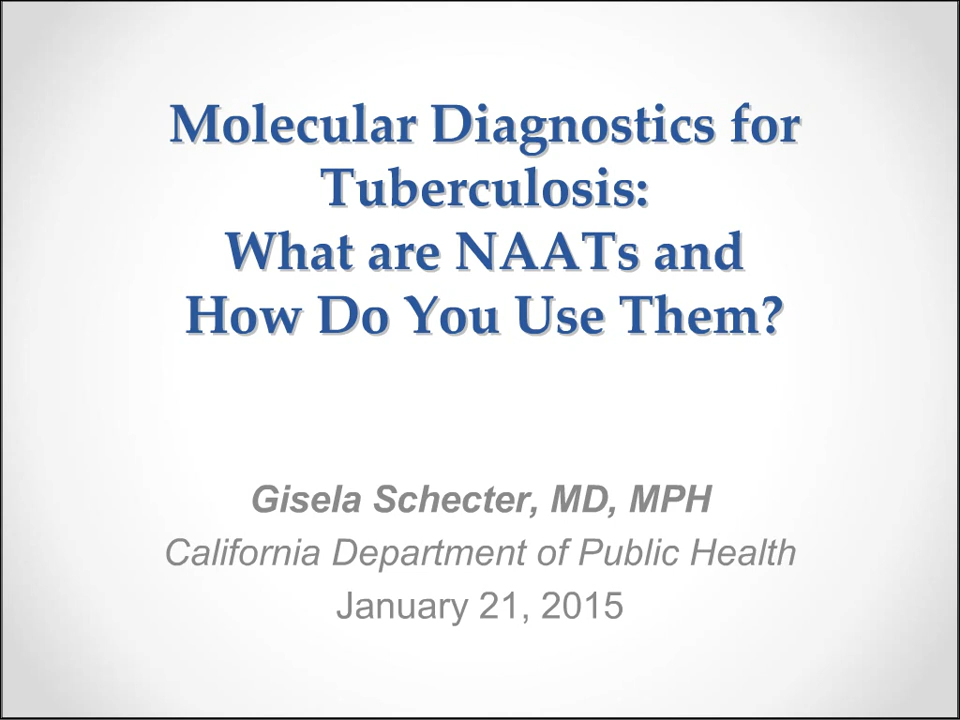 Molecular Diagnostics for
Tuberculosis:
What are NAATs and
How Do You Use Them?
Gisela Schecter, MD, MPH
California Department of Public Health
January 21, 2015